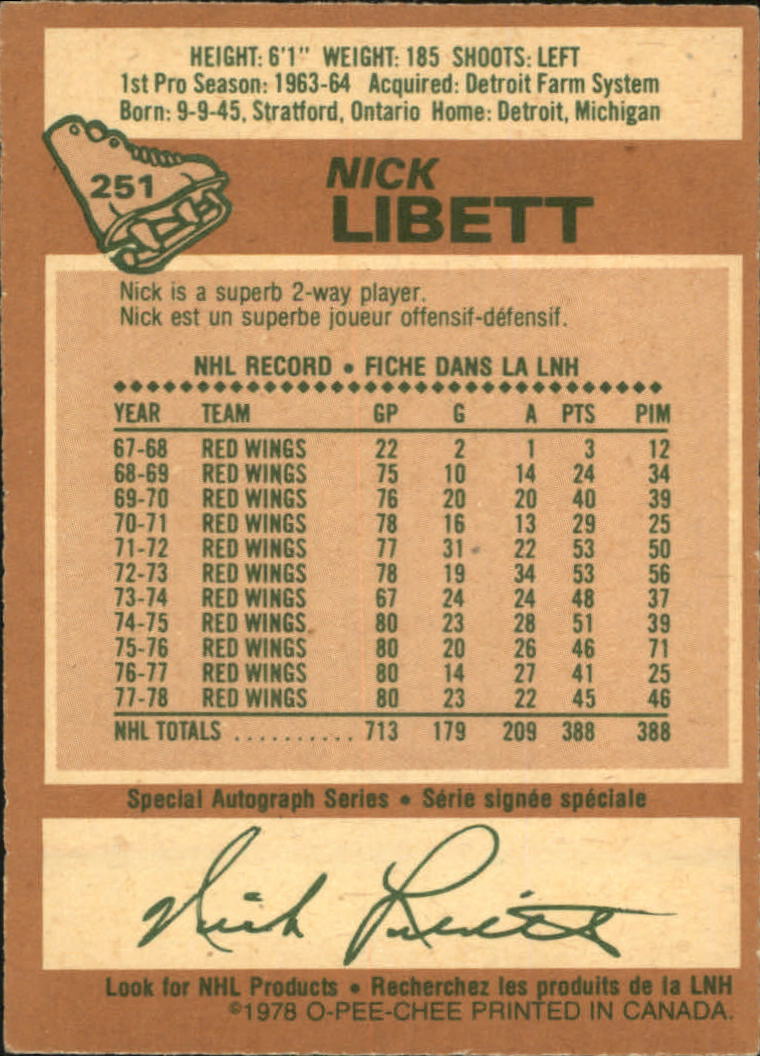 HEIGHT: 6'1" WEIGHT: 185 SHOOTS: LEFT
1st Pro Season: 1963-64 Acquired: Detroit Farm System
Born: 9-9-45, Stratford, Ontario Home: Detroit, Michigan
251
NICK
LIBETT
Nick is a superb 2-way player.
Nick est un superbe joueur offensif-défensif.
NHL RECORD • FICHE DANS LA LNH
YEAR TEAM GP G A PTS PIM
67-68 RED WINGS 22 2 1 3 12
68-69 RED WINGS 75 10 14 24 34
69-70 RED WINGS 76 20 20 40 39
70-71 RED WINGS 78 16 13 29 25
71-72 RED WINGS 77 31 22 53 50
72-73 RED WINGS 78 19 34 53 56
73-74 RED WINGS 67 24 24 48 37
74-75 RED WINGS 80 23 28 51 39
75-76 RED WINGS 80 20 26 46 71
76-77 RED WINGS 80 14 27 41 25
77-78 RED WINGS 80 23 22 45 46
NHL TOTALS .......... 713 179 209 388 388
Special Autograph Series • Série signée spéciale
Nick Libett
Look for NHL Products • Recherchez les produits de la LNH
©1978 O-PEE-CHEE PRINTED IN CANADA.